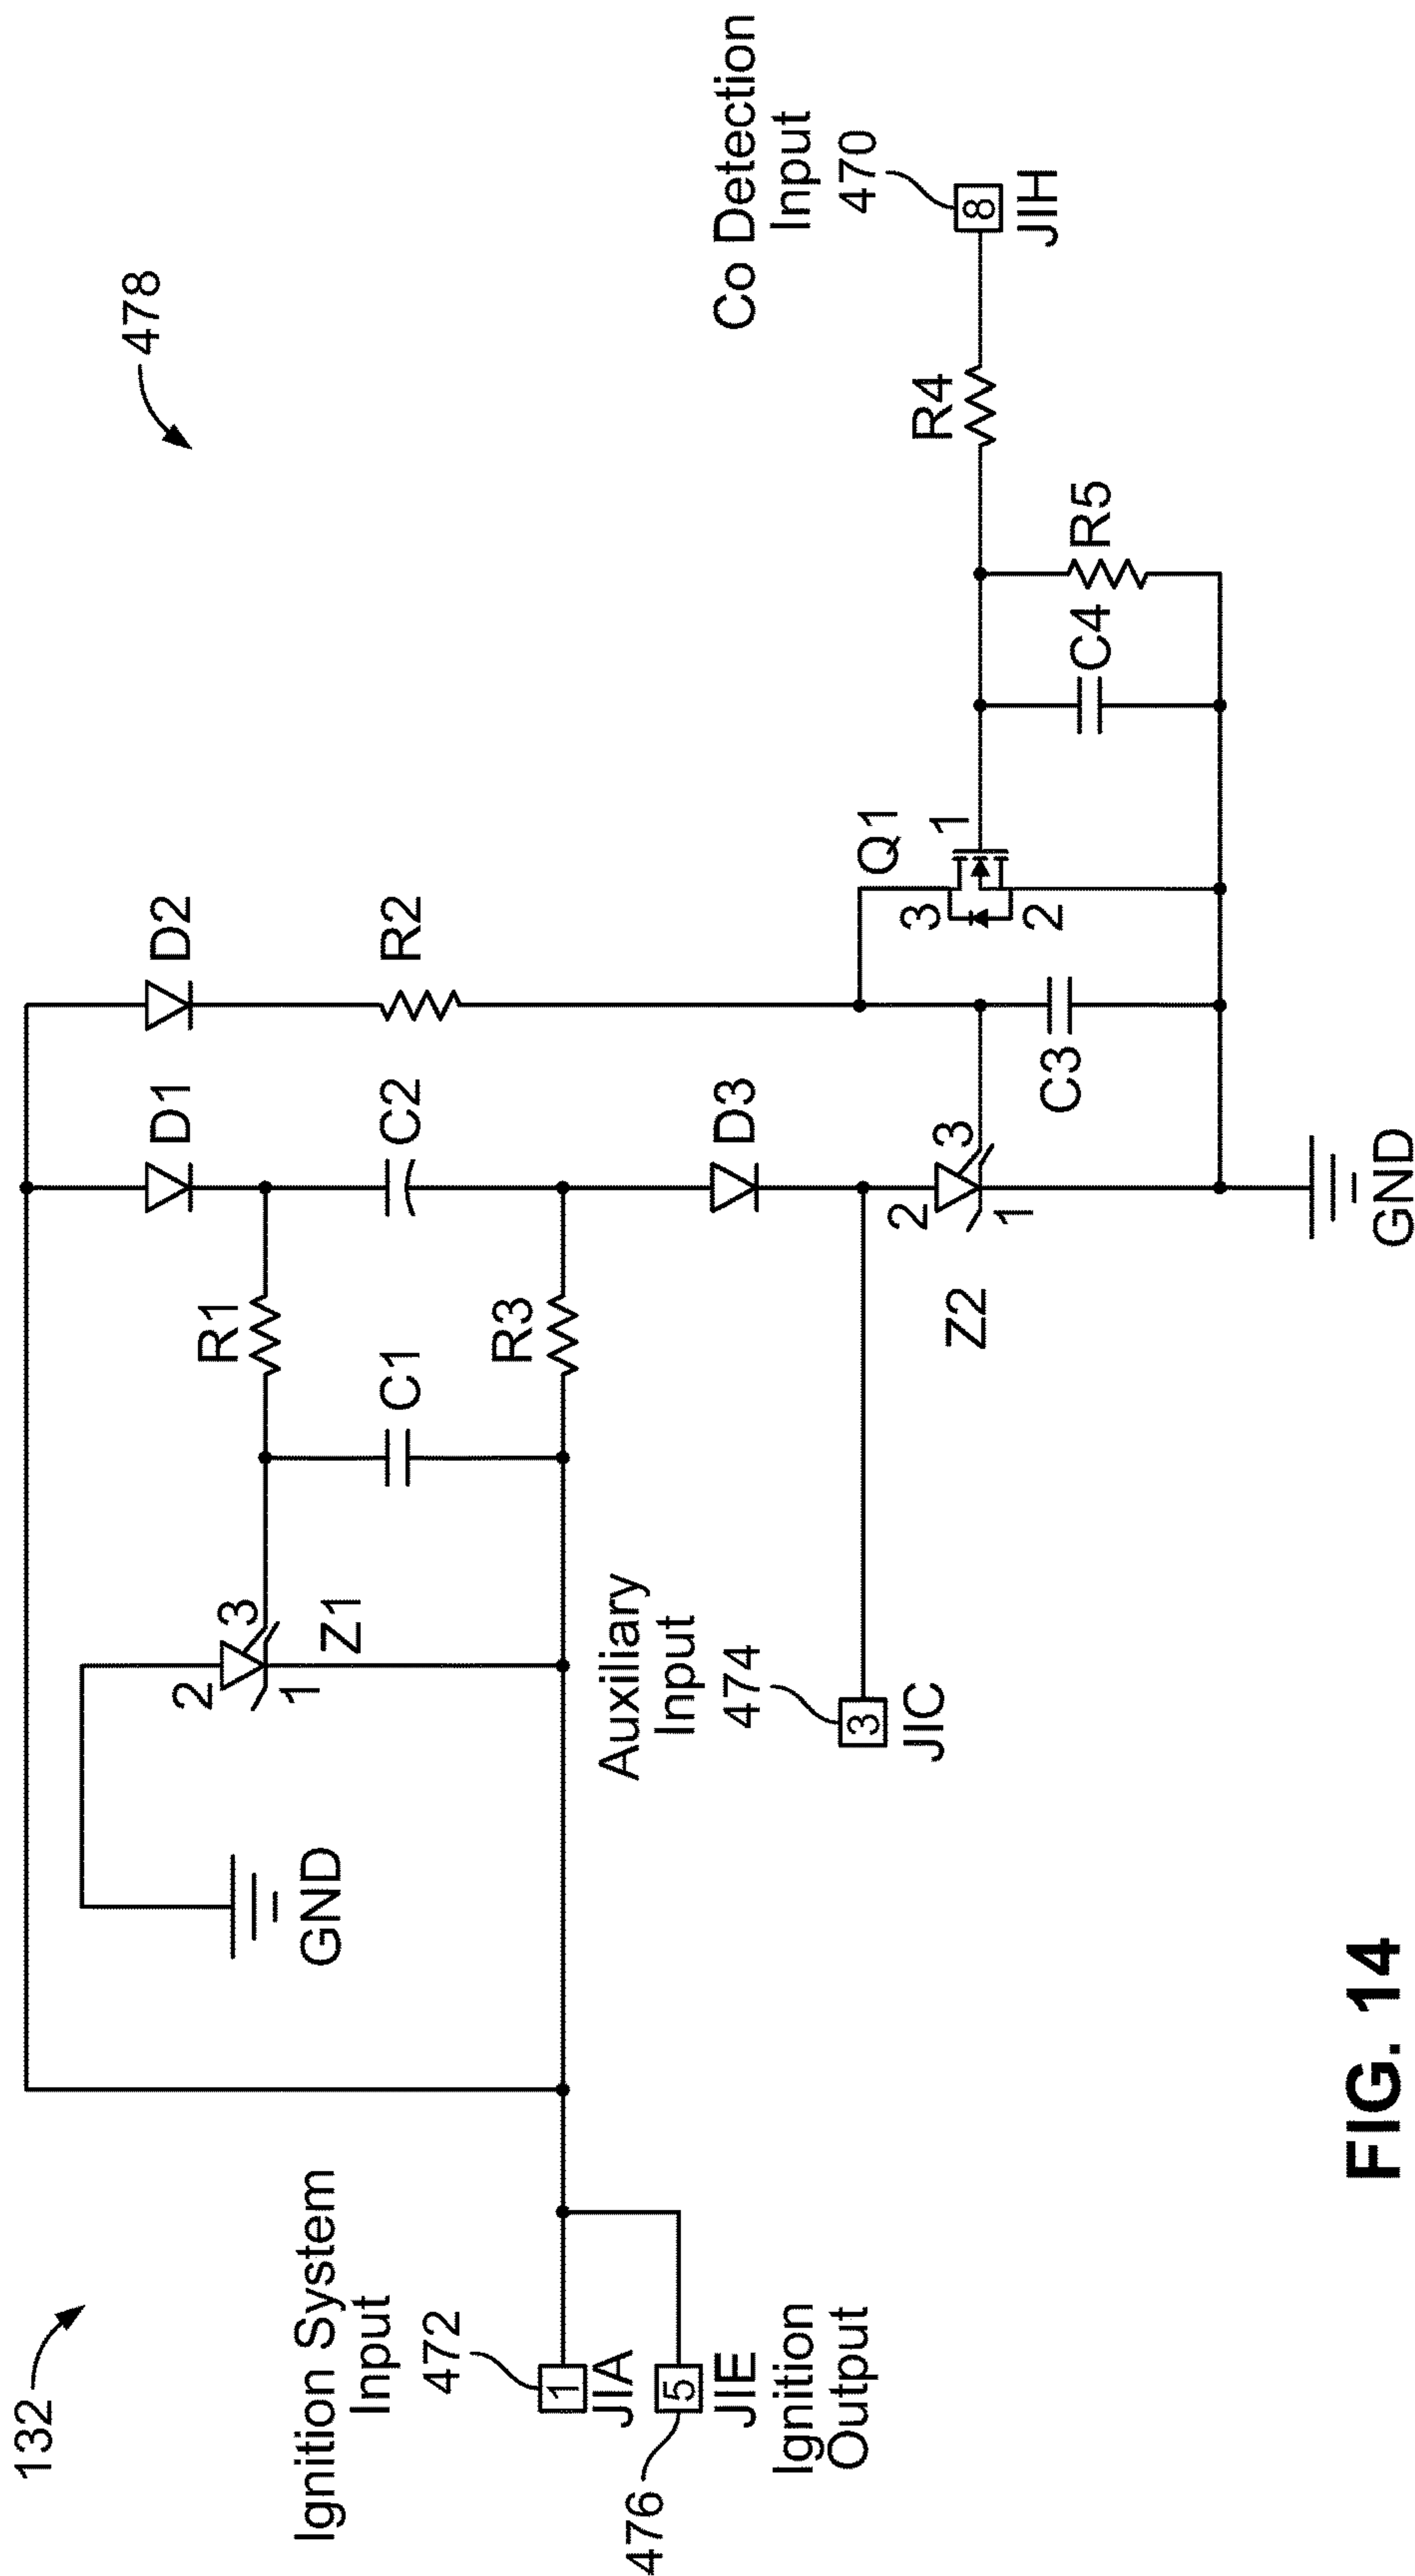 132
478
Ignition System
Input
472
1
JIA
5
JIE
476
Ignition
Output
GND
2
3
1
Z1
R1
C1
R3
D1
C2
D2
R2
D3
Auxiliary
Input
474
3
JIC
2
3
1
Z2
C3
Q1
3
1
2
C4
R5
R4
Co Detection
Input
470
8
JIH
GND
FIG. 14